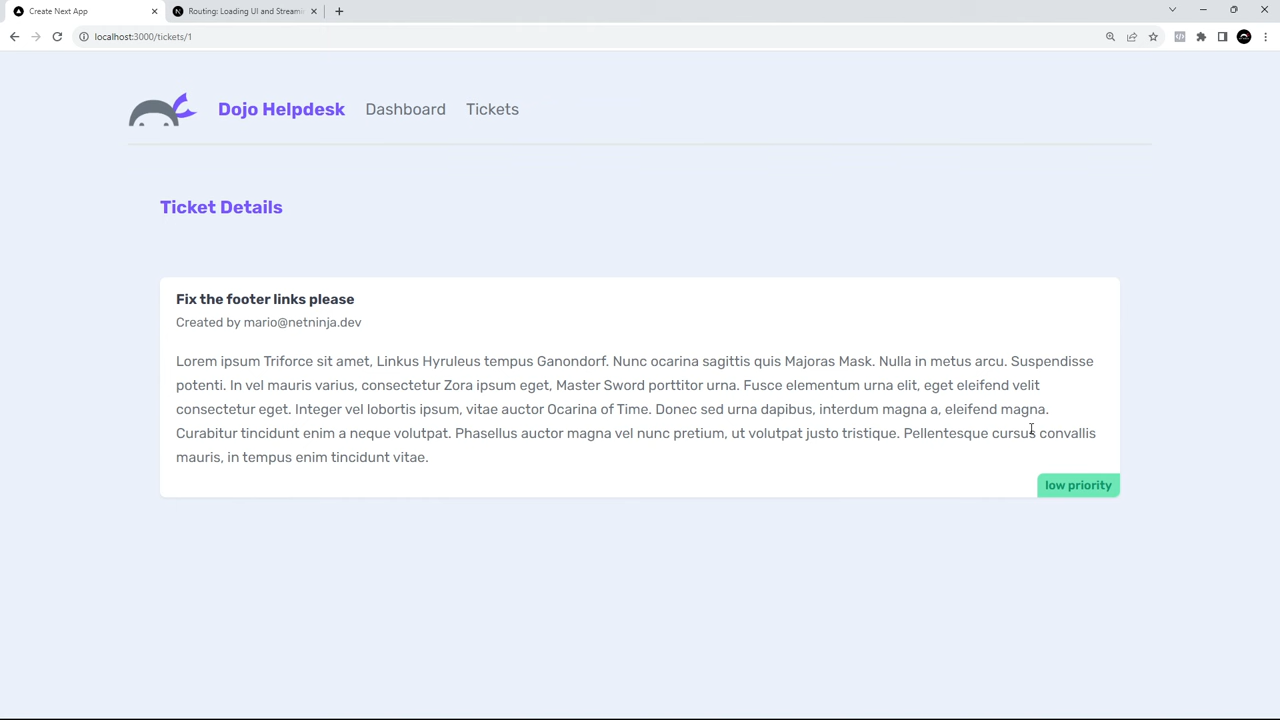 Create Next App
Routing: Loading UI and Streamin
localhost:3000/tickets/1
Dojo Helpdesk
Dashboard
Tickets
Ticket Details
Fix the footer links please
Created by mario@netninja.dev
Lorem ipsum Triforce sit amet, Linkus Hyruleus tempus Ganondorf. Nunc ocarina sagittis quis Majoras Mask. Nulla in metus arcu. Suspendisse
potenti. In vel mauris varius, consectetur Zora ipsum eget, Master Sword porttitor urna. Fusce elementum urna elit, eget eleifend velit
consectetur eget. Integer vel lobortis ipsum, vitae auctor Ocarina of Time. Donec sed urna dapibus, interdum magna a, eleifend magna.
Curabitur tincidunt enim a neque volutpat. Phasellus auctor magna vel nunc pretium, ut volutpat justo tristique. Pellentesque cursus convallis
mauris, in tempus enim tincidunt vitae.
low priority